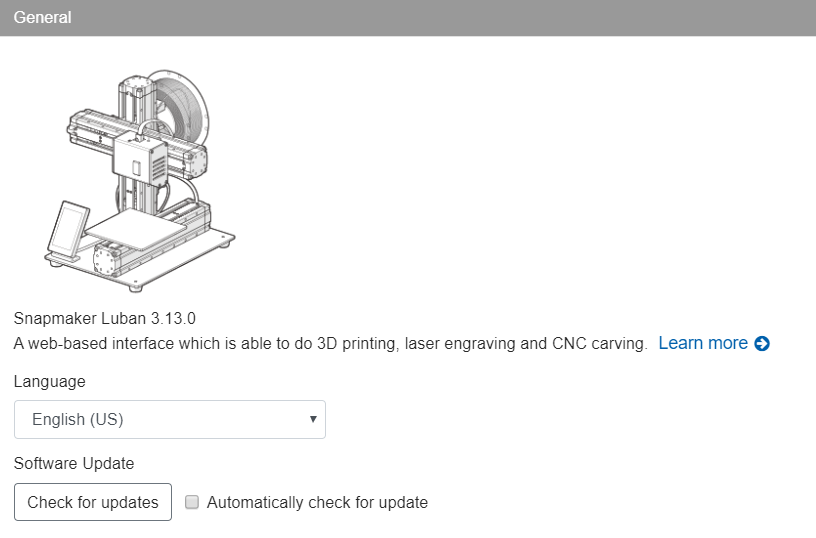 General
Snapmaker Luban 3.13.0
A web-based interface which is able to do 3D printing, laser engraving and CNC carving. Learn more
Language
English (US)
Software Update
Check for updates Automatically check for update